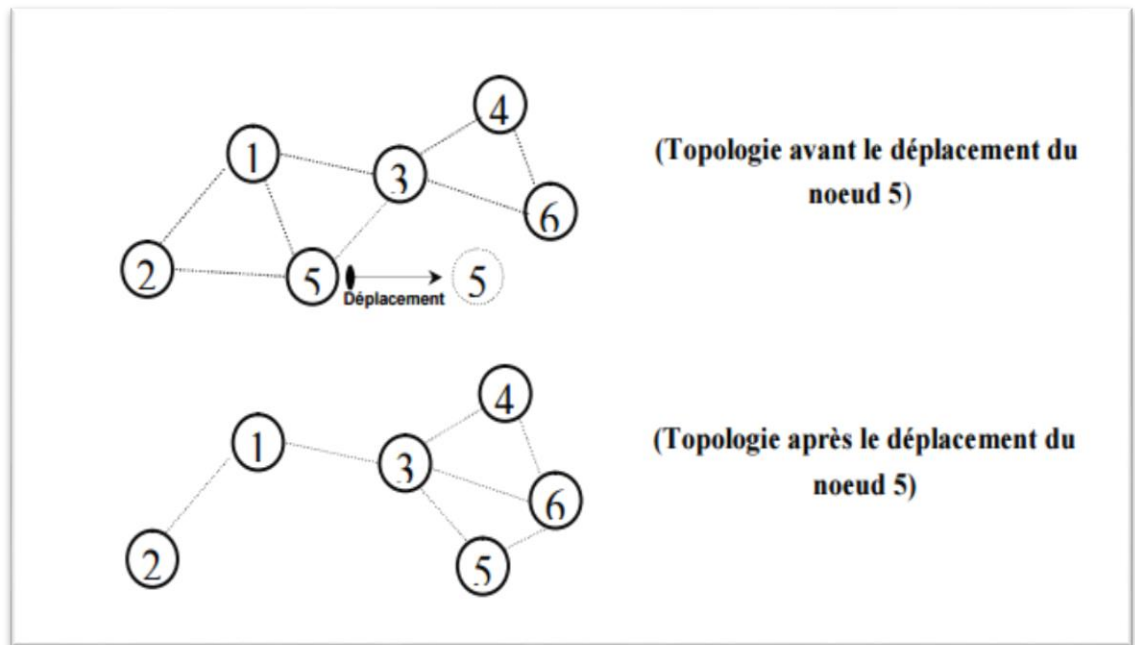 4
1
(Topologie avant le déplacement du
noeud 5)
3
6
2
5
5
Déplacement
4
1
(Topologie après le déplacement du
noeud 5)
3
6
2
5